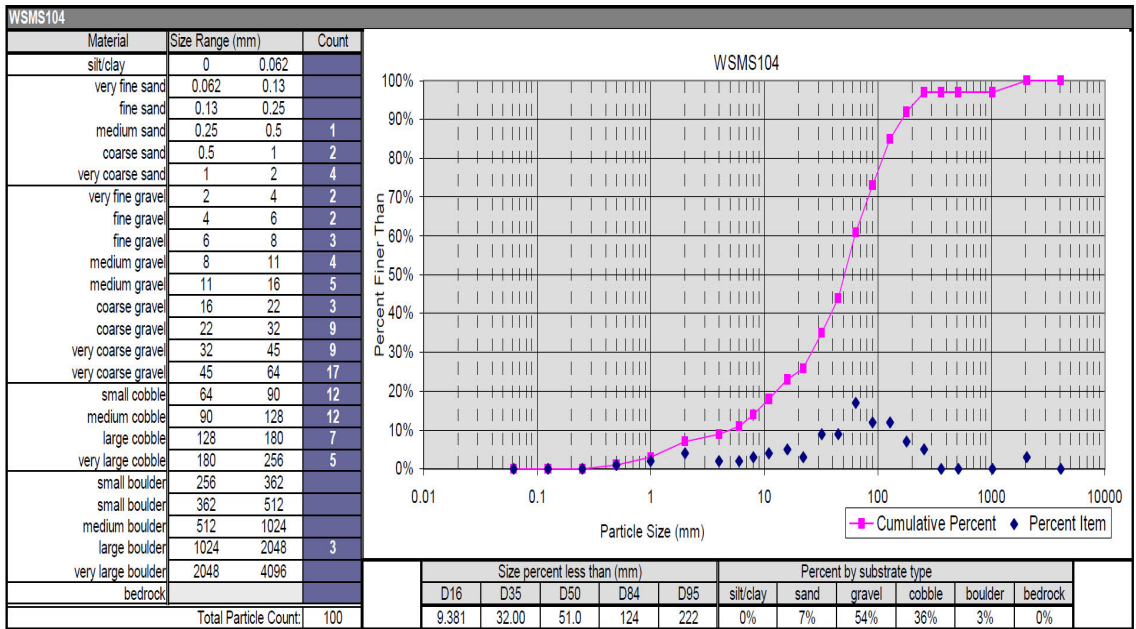 WSMS104
Material Size Range (mm) Count
silt/clay 0 0.062
very fine sand 0.062 0.13
fine sand 0.13 0.25
medium sand 0.25 0.5 1
coarse sand 0.5 1 2
very coarse sand 1 2 4
very fine gravel 2 4 2
fine gravel 4 6 2
fine gravel 6 8 3
medium gravel 8 11 4
medium gravel 11 16 5
coarse gravel 16 22 3
coarse gravel 22 32 9
very coarse gravel 32 45 9
very coarse gravel 45 64 17
small cobble 64 90 12
medium cobble 90 128 12
large cobble 128 180 7
very large cobble 180 256 5
small boulder 256 362
small boulder 362 512
medium boulder 512 1024
large boulder 1024 2048 3
very large boulder 2048 4096
bedrock
Total Particle Count: 100
WSMS104
Percent Finer Than
100%
90%
80%
70%
60%
50%
40%
30%
20%
10%
0%
0.01 0.1 1 10 100 1000 10000
Particle Size (mm)
Cumulative Percent Percent Item
Size percent less than (mm) Percent by substrate type
D16 D35 D50 D84 D95 silt/clay sand gravel cobble boulder bedrock
9.381 32.00 51.0 124 222 0% 7% 54% 36% 3% 0%